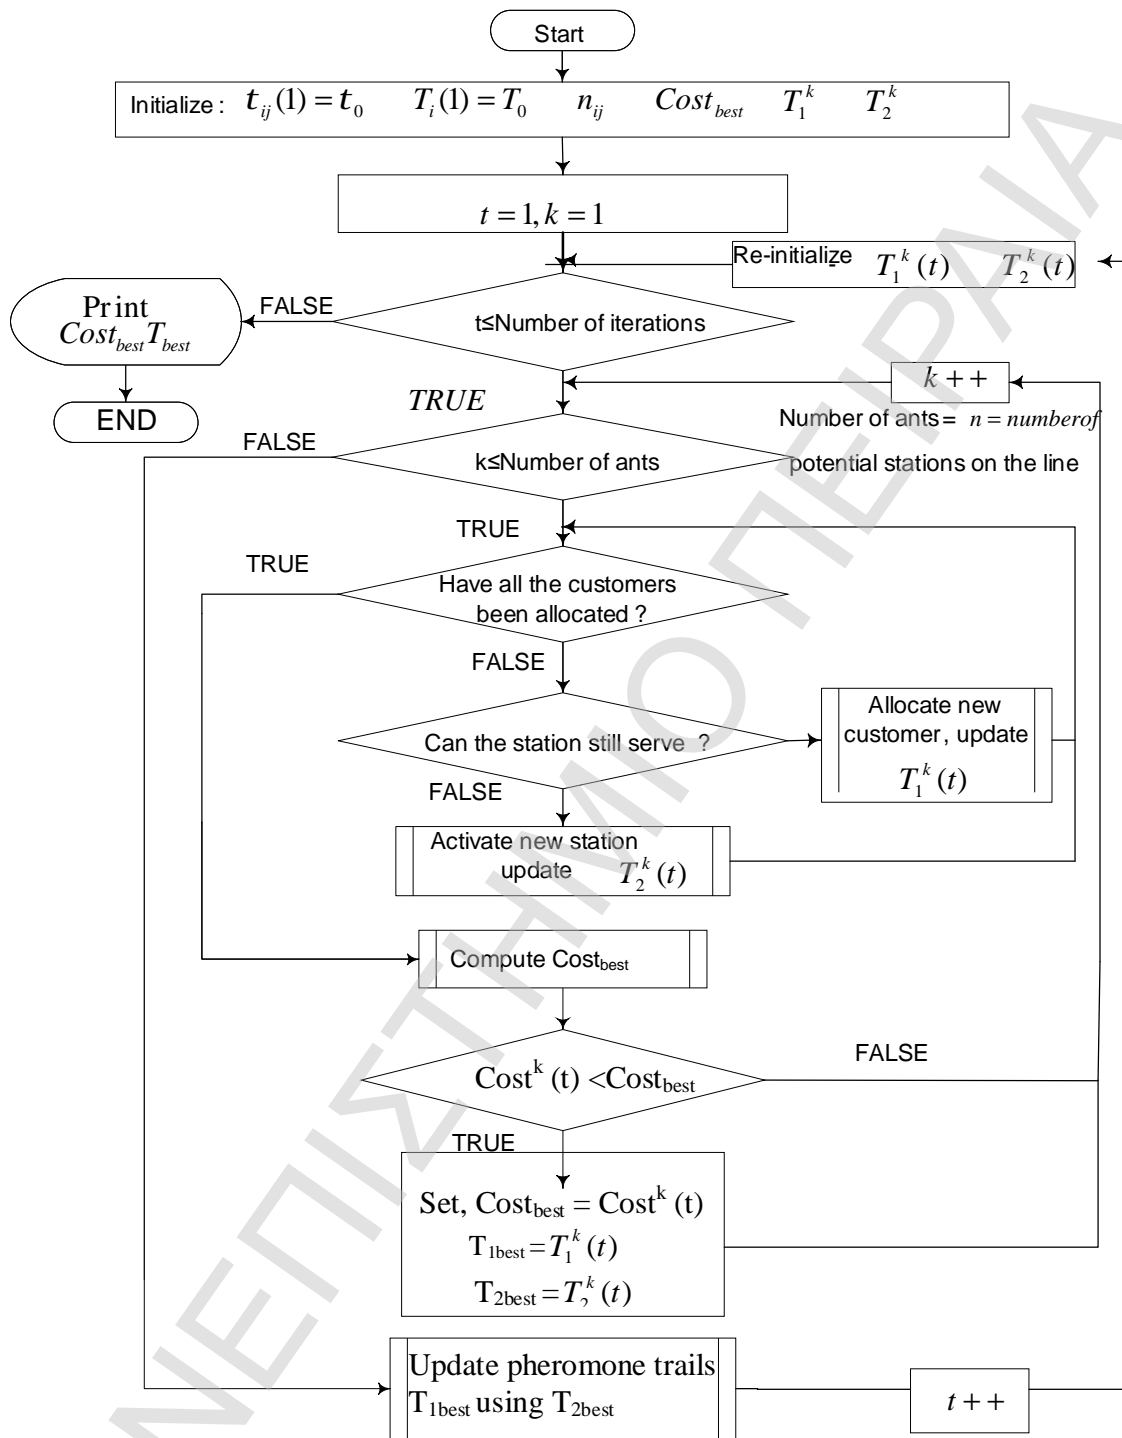 Start
Initialize : t_ij(1) = t_0 T_i(1) = T_0 n_ij Cost_best T_1^k T_2^k
t = 1, k = 1
Re-initialize T_1^k(t) T_2^k(t)
FALSE
Print
Cost_best T_best
t≤Number of iterations
END
TRUE
k ++
Number of ants = n = numberof
potential stations on the line
FALSE
k≤Number of ants
TRUE
TRUE
Have all the customers
been allocated ?
FALSE
Can the station still serve ?
Allocate new
customer, update
T_1^k(t)
FALSE
Activate new station
update T_2^k(t)
Compute Cost_best
FALSE
Cost^k (t) <Cost_best
TRUE
Set, Cost_best = Cost^k (t)
T_1best = T_1^k(t)
T_2best = T_2^k(t)
Update pheromone trails
T_1best using T_2best
t ++
ΝΕΠΙΣΤΗΜΙΟ ΠΕΙΡΑΙΑ